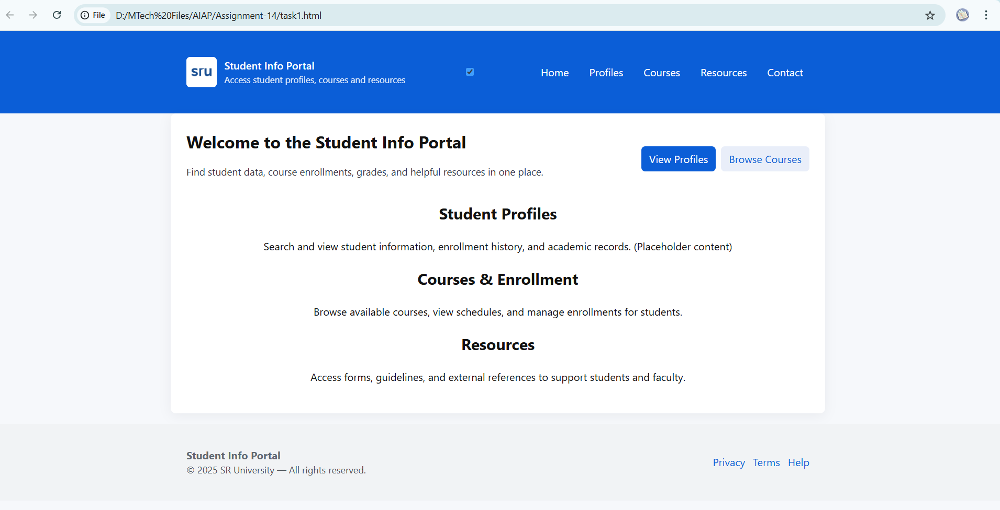 File D:/MTech%20Files/AIAP/Assignment-14/task1.html
sru
Student Info Portal
Access student profiles, courses and resources
Home Profiles Courses Resources Contact
Welcome to the Student Info Portal
Find student data, course enrollments, grades, and helpful resources in one place.
View Profiles Browse Courses
Student Profiles
Search and view student information, enrollment history, and academic records. (Placeholder content)
Courses & Enrollment
Browse available courses, view schedules, and manage enrollments for students.
Resources
Access forms, guidelines, and external references to support students and faculty.
Student Info Portal
© 2025 SR University — All rights reserved.
Privacy Terms Help